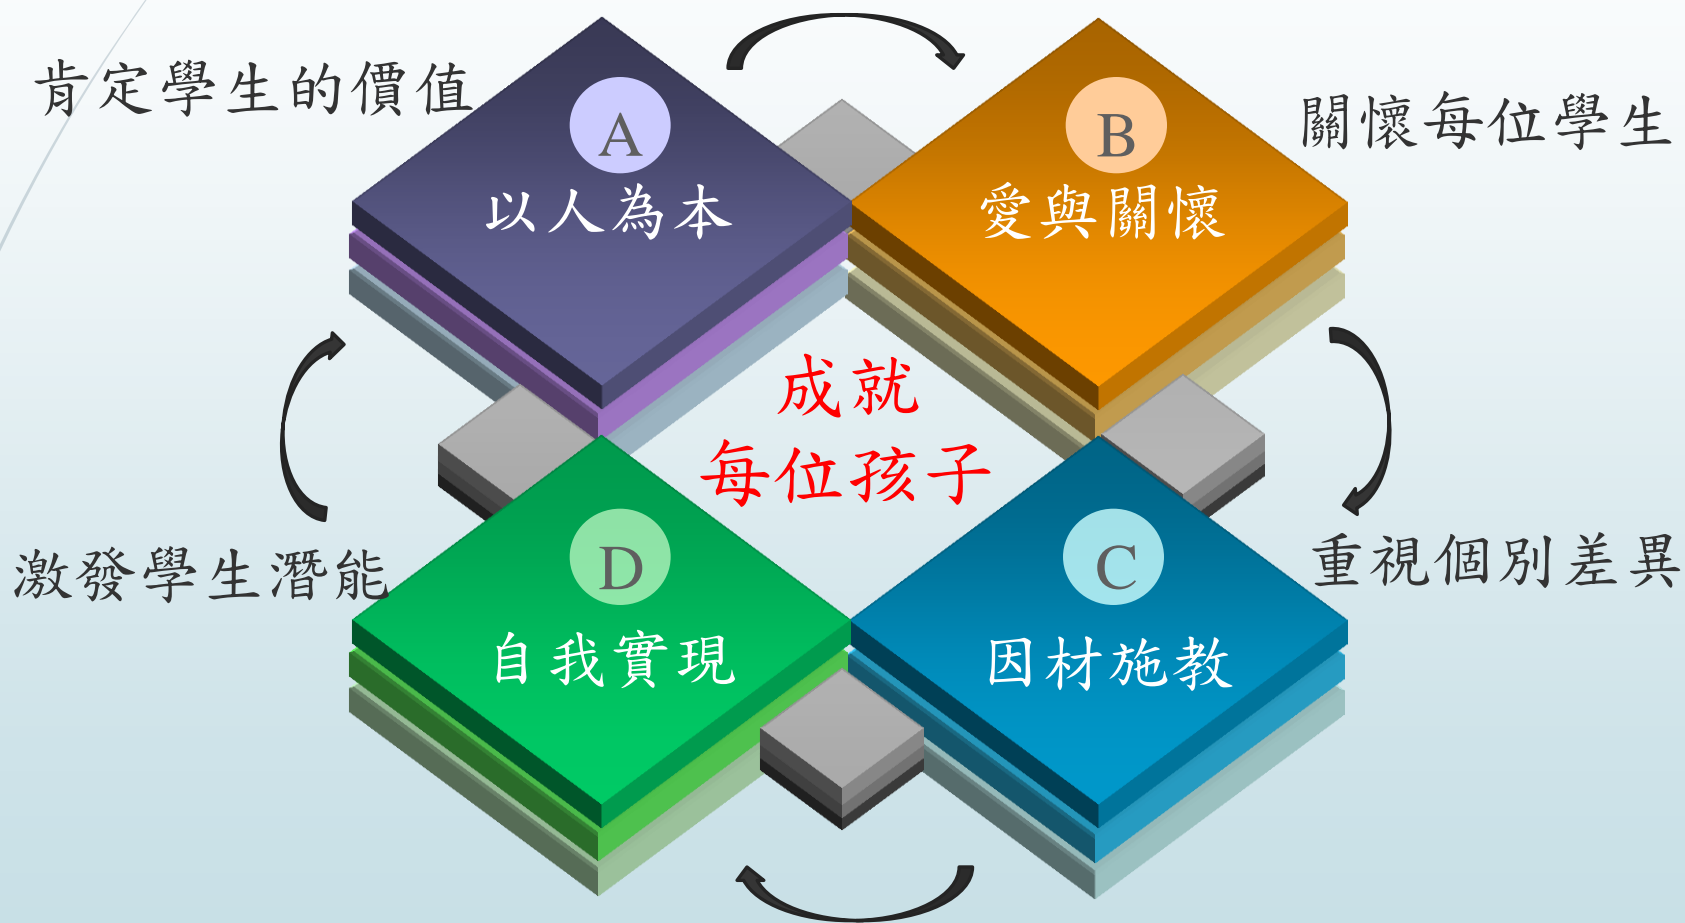 肯定學生的價值
A
以人為本
B
愛與關懷
關懷每位學生
成就
每位孩子
激發學生潛能
D
自我實現
C
因材施教
重視個別差異